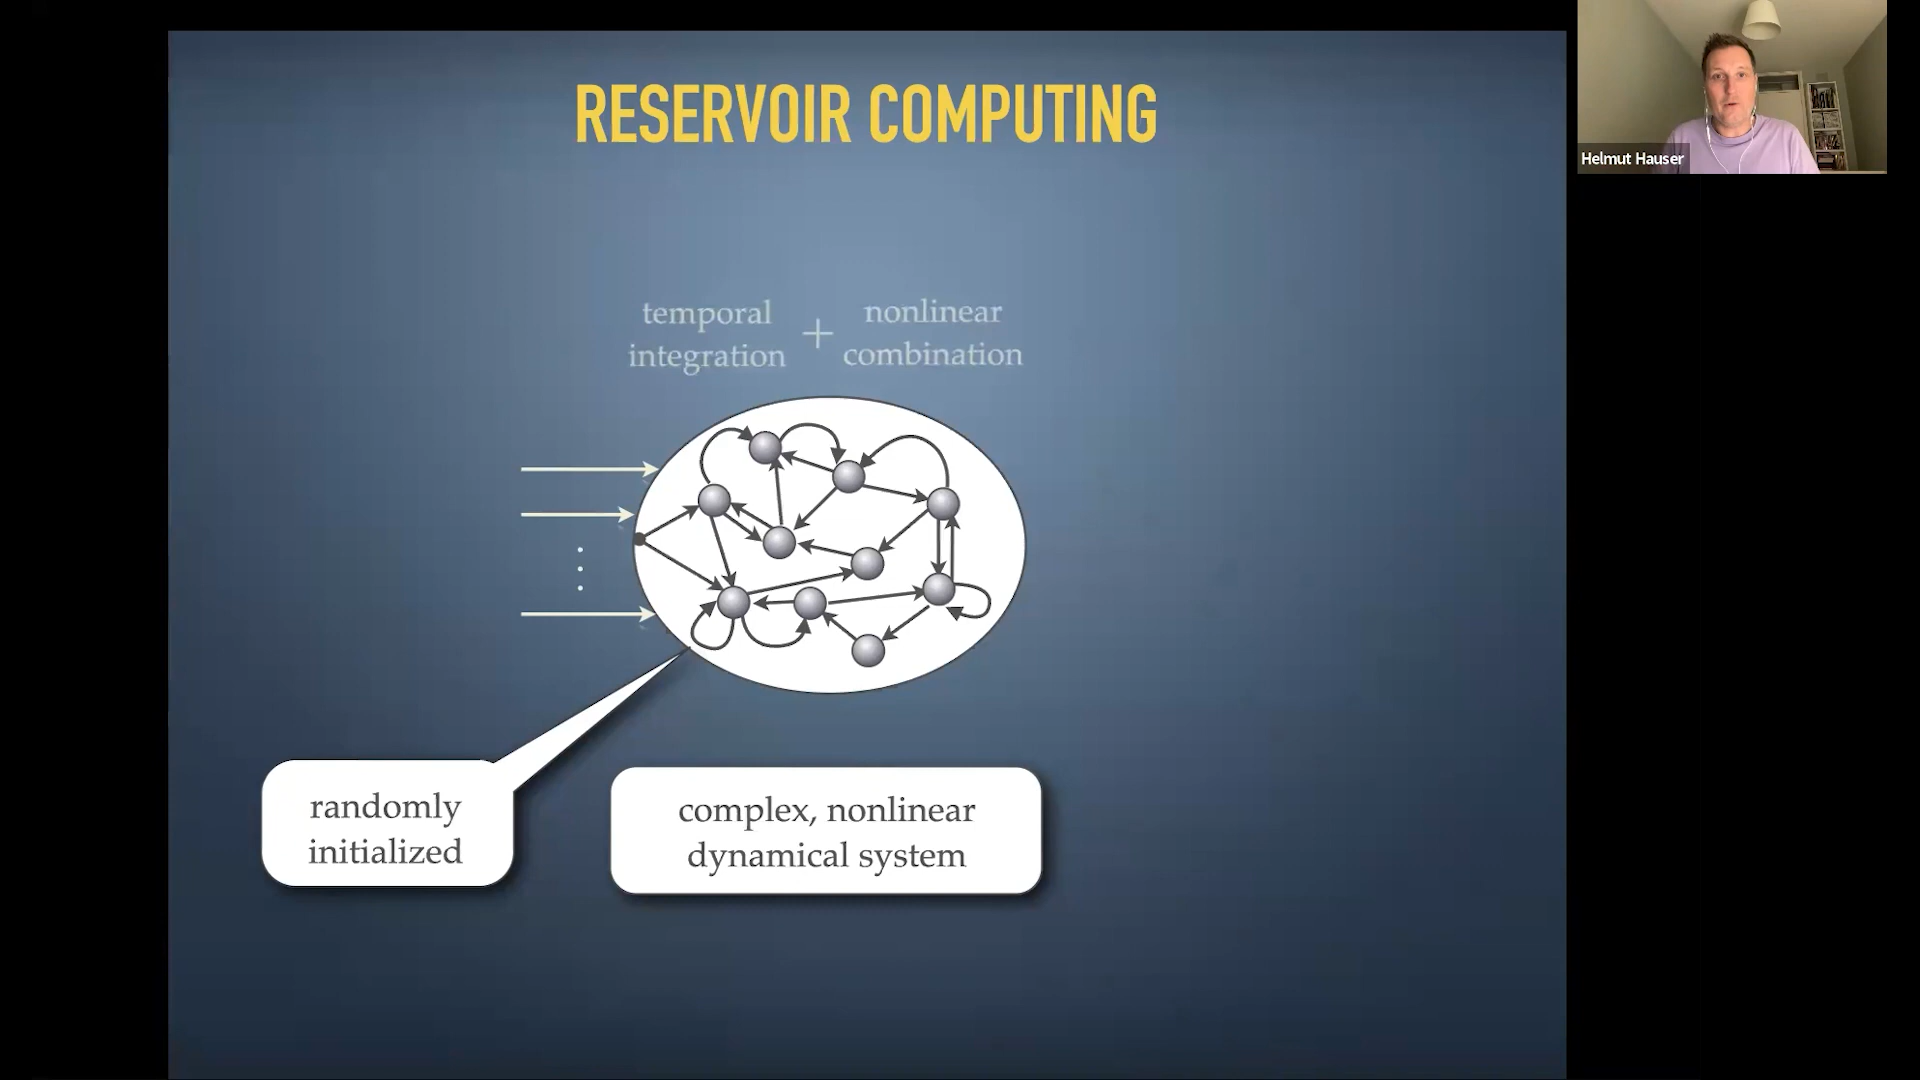 RESERVOIR COMPUTING
Helmut Hauser
temporal
integration
+
nonlinear
combination
randomly
initialized
complex, nonlinear
dynamical system